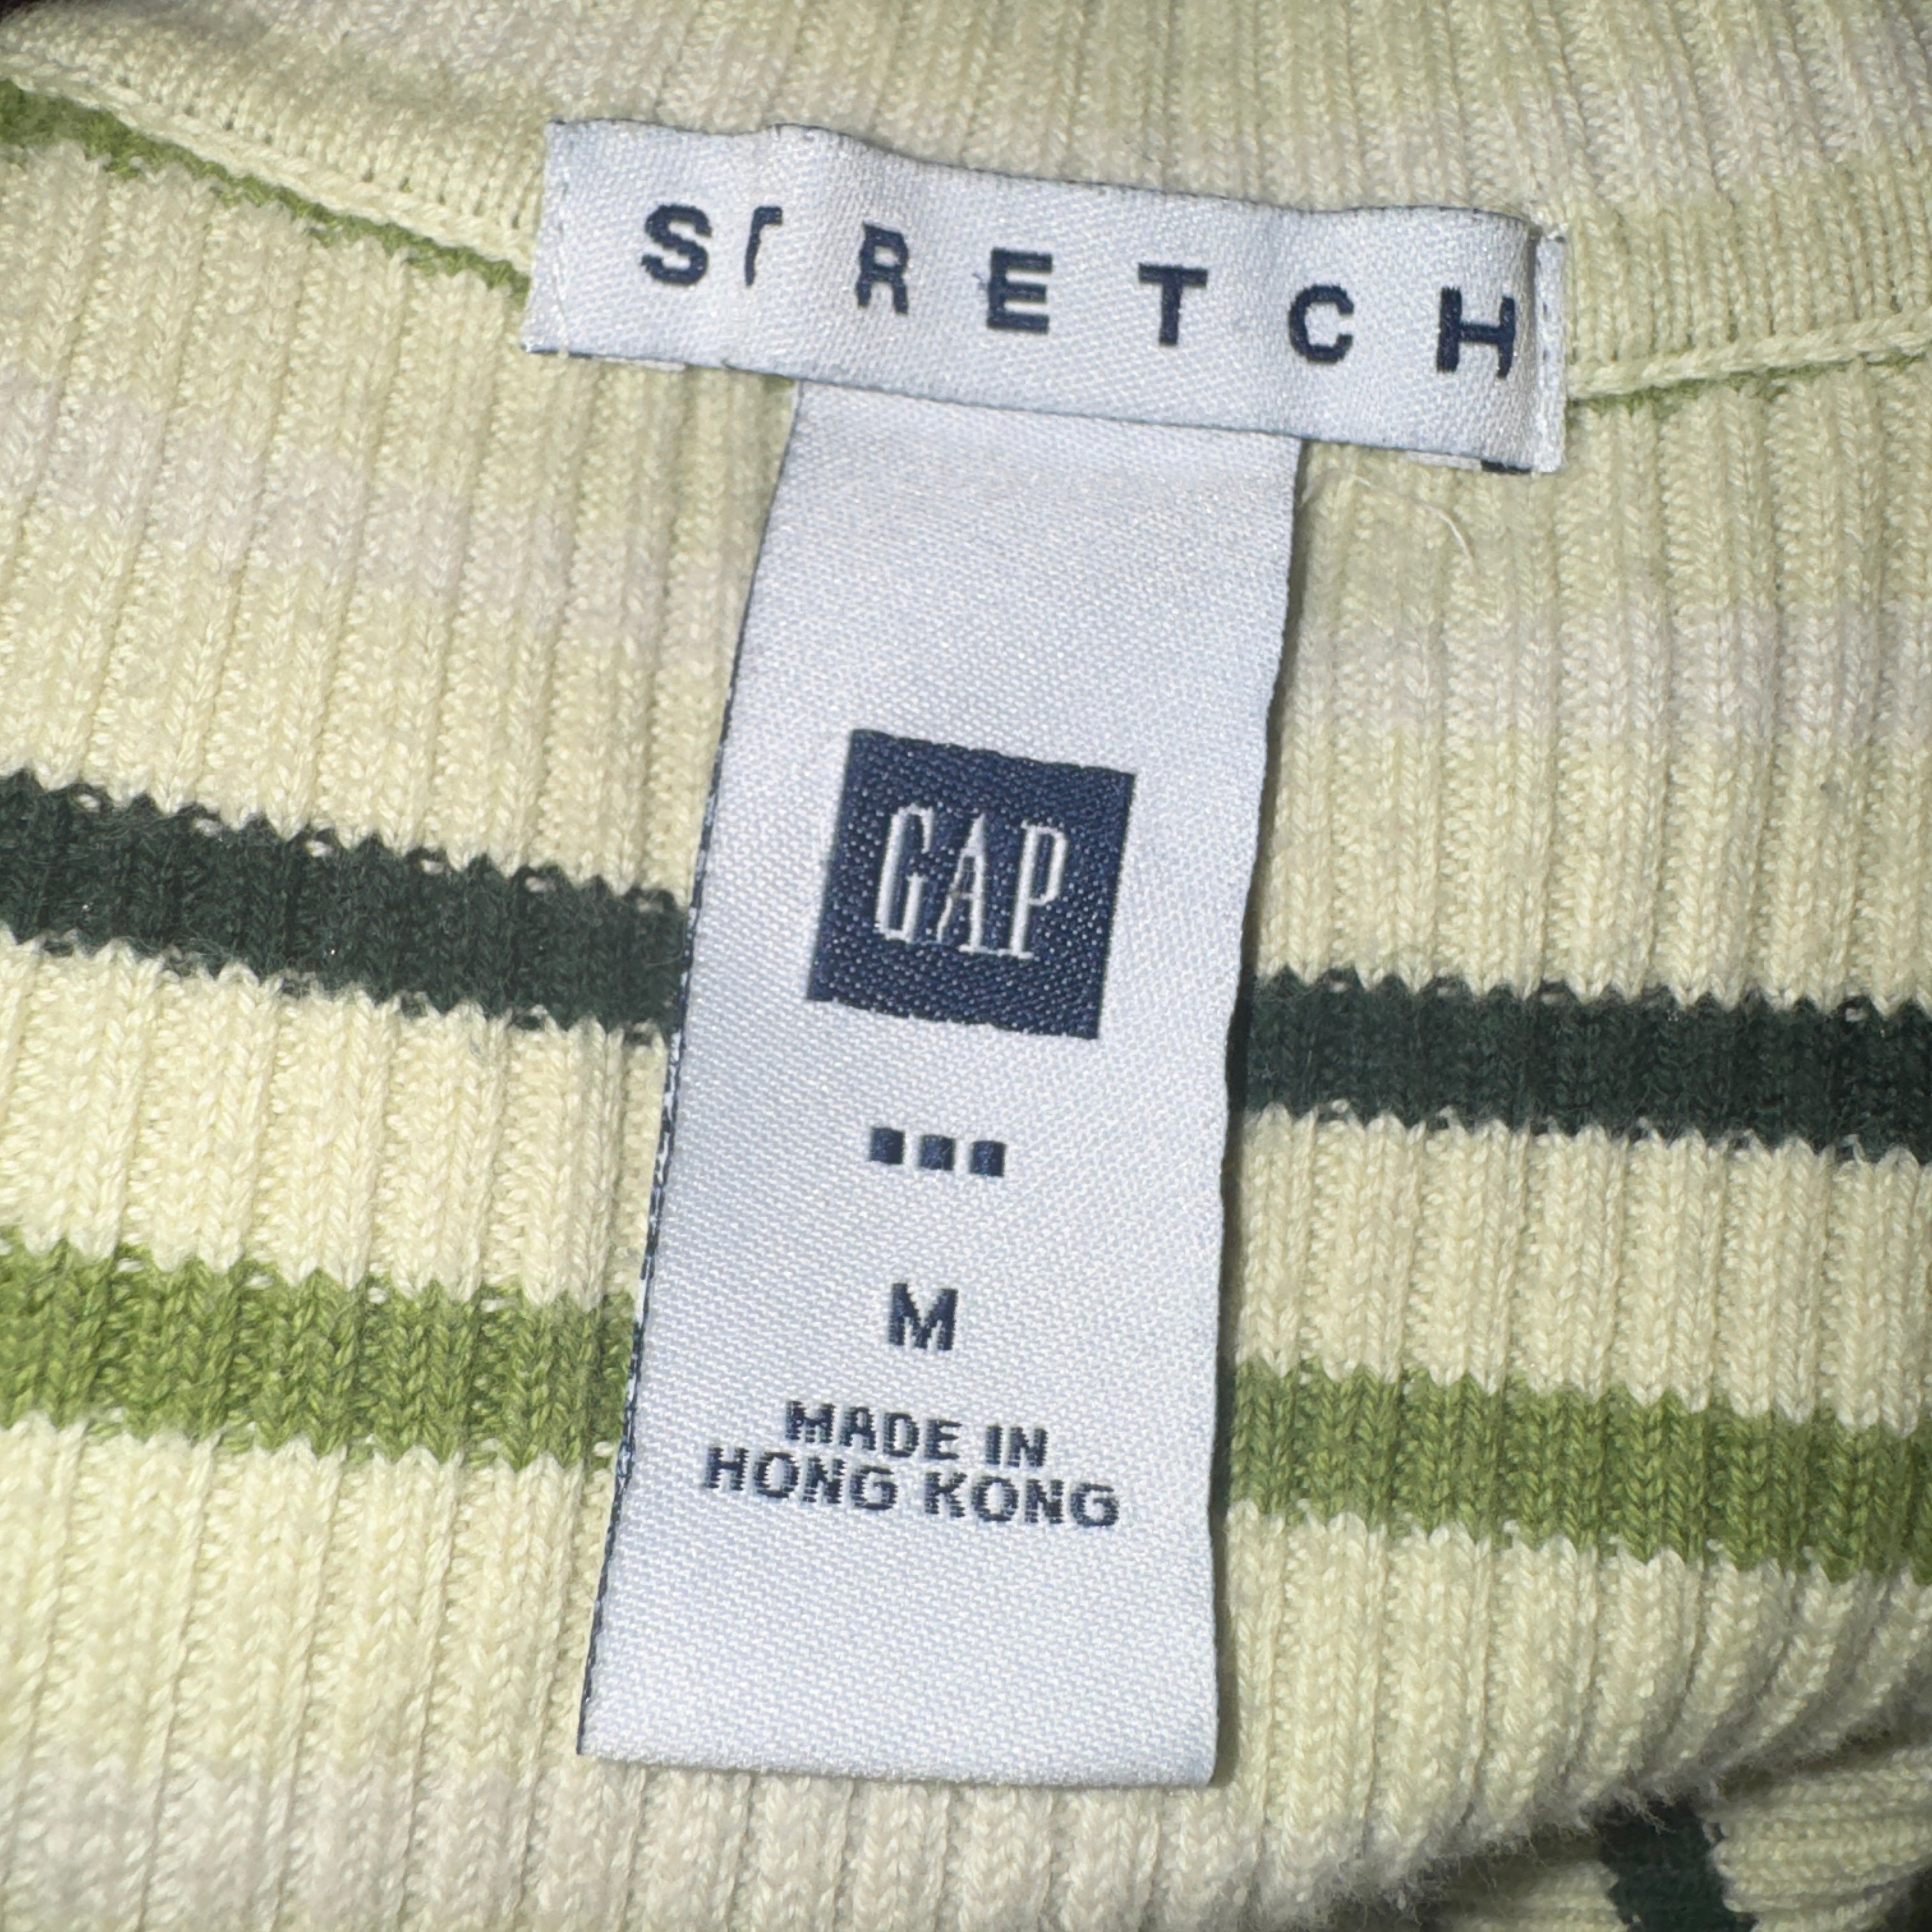 STRETCH
GAP
M
MADE IN
HONG KONG